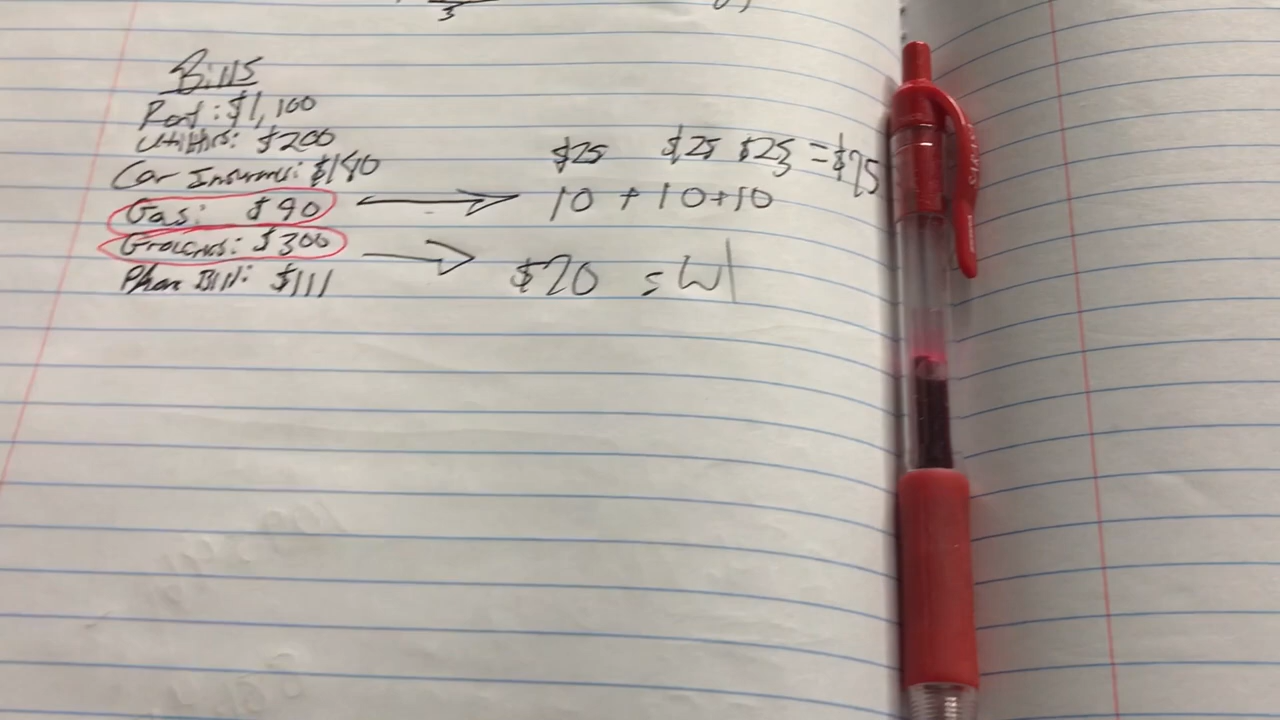 3
Bills
Rent: $1,100
Utilities: $200
Car Insurance: $140
Gas: $90
Groceries: $300
Phone Bill: $111
$25 $25 $25 = $75
10 + 10+10
$20 =